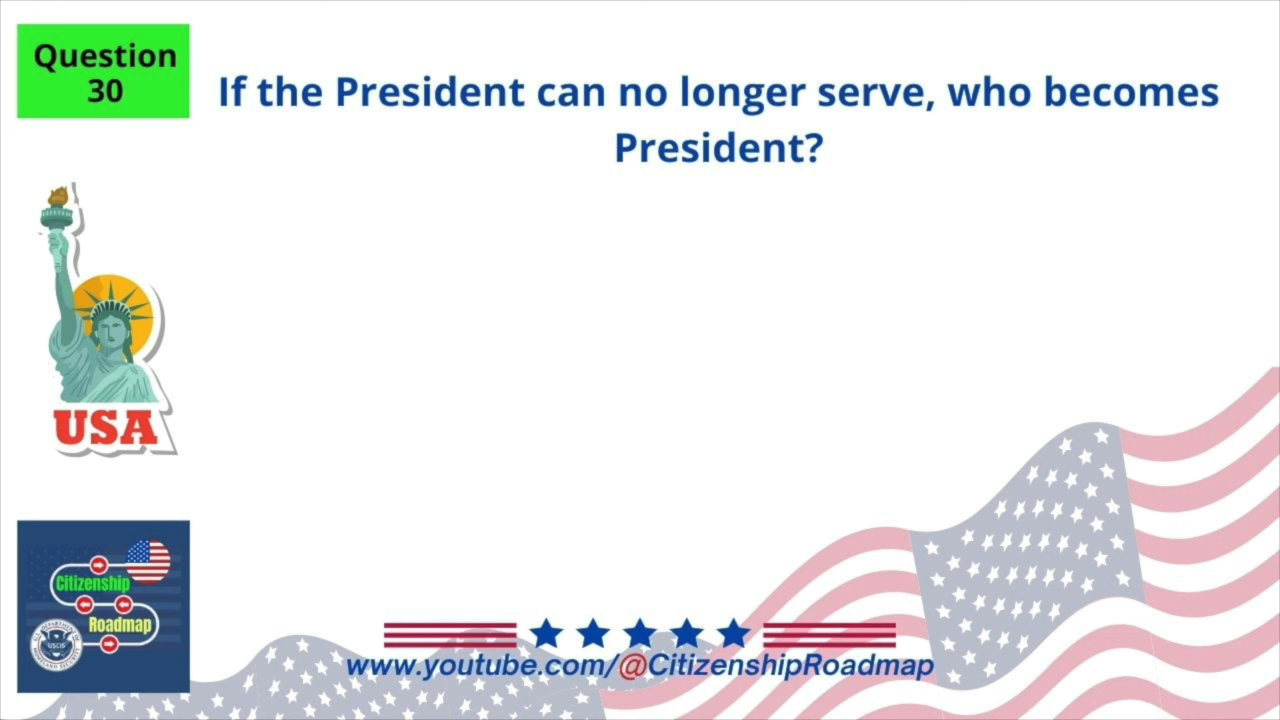 Question
30
If the President can no longer serve, who becomes
President?
USA
Citizenship
Roadmap
USCIS
www.youtube.com/@CitizenshipRoadmap